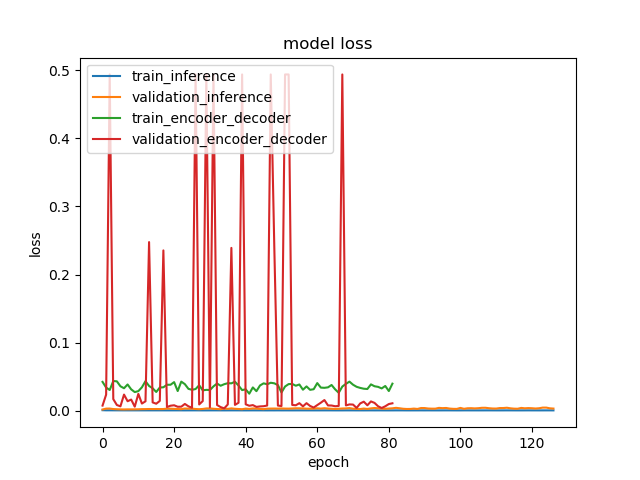 model loss
train_inference
validation_inference
train_encoder_decoder
validation_encoder_decoder
0.5
0.4
0.3
0.2
0.1
0.0
loss
0 20 40 60 80 100 120
epoch